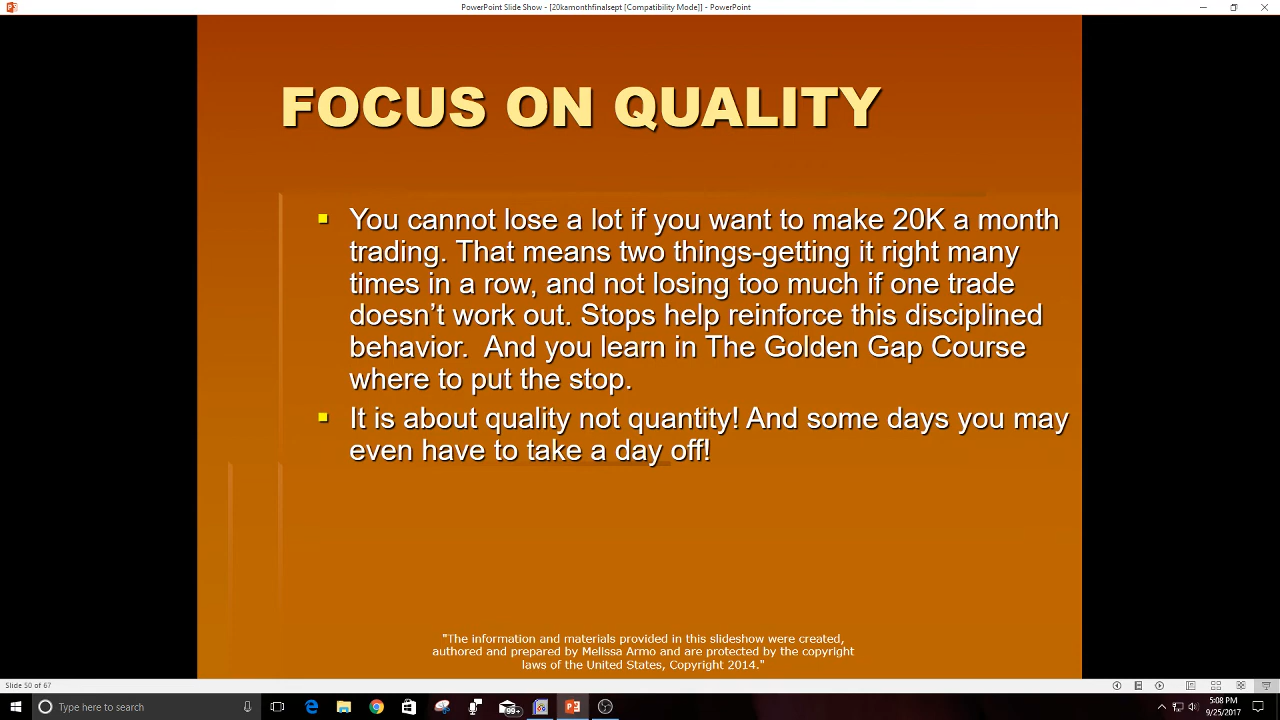 PowerPoint Slide Show - [20kamonthfinalsept [Compatibility Mode]] - PowerPoint
FOCUS ON QUALITY
You cannot lose a lot if you want to make 20K a month
trading. That means two things-getting it right many
times in a row, and not losing too much if one trade
doesn’t work out. Stops help reinforce this disciplined
behavior.  And you learn in The Golden Gap Course
where to put the stop.
It is about quality not quantity! And some days you may
even have to take a day off!
"The information and materials provided in this slideshow were created,
authored and prepared by Melissa Armo and are protected by the copyright
laws of the United States, Copyright 2014."
Slide 50 of 67
Type here to search
99+
5:08 PM
9/25/2017